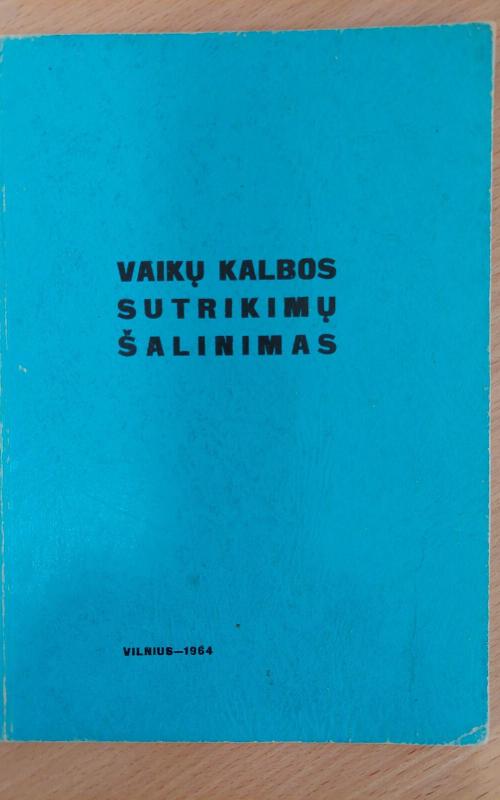 VAIKŲ KALBOS
SUTRIKIMŲ
ŠALINIMAS
VILNIUS—1964